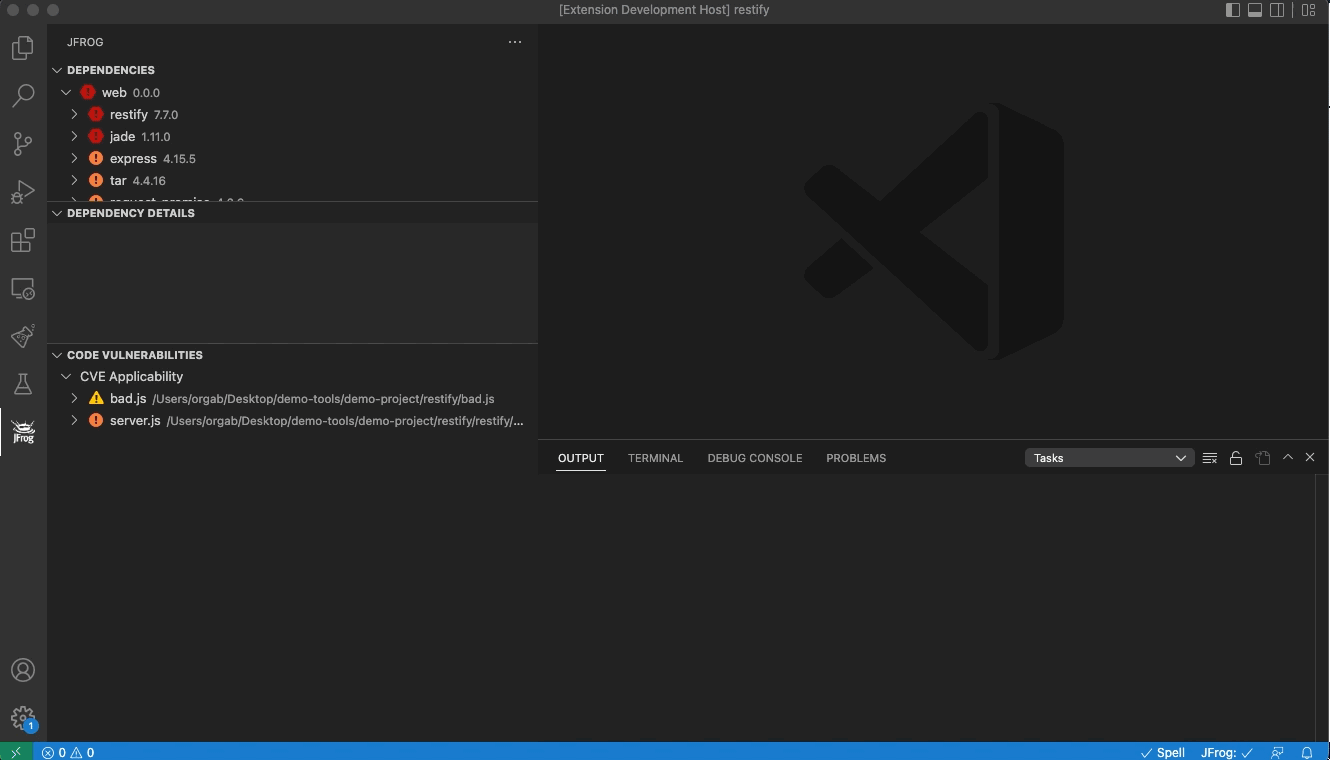 [Extension Development Host] restify
JFROG
DEPENDENCIES
web 0.0.0
restify 7.7.0
jade 1.11.0
express 4.15.5
tar 4.4.16
DEPENDENCY DETAILS
CODE VULNERABILITIES
CVE Applicability
bad.js /Users/orgab/Desktop/demo-tools/demo-project/restify/bad.js
server.js /Users/orgab/Desktop/demo-tools/demo-project/restify/restify/...
JFrog
OUTPUT TERMINAL DEBUG CONSOLE PROBLEMS Tasks
1
0 0 Spell JFrog: